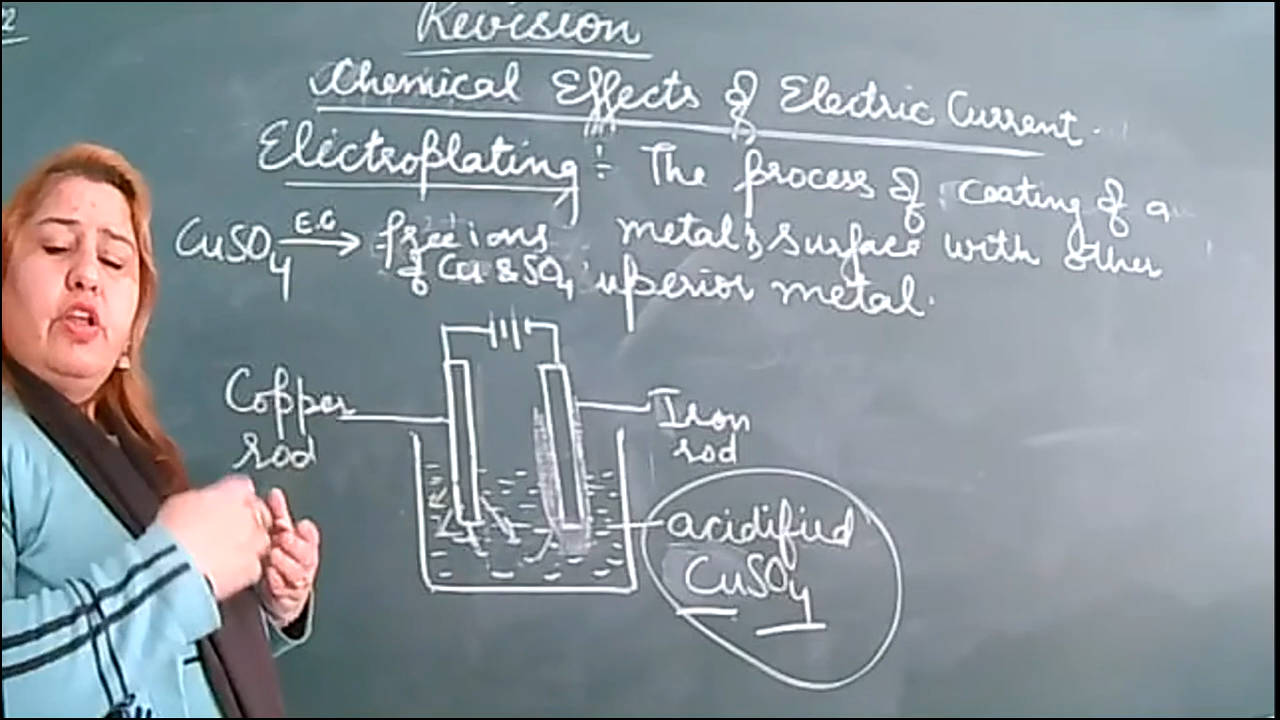 Revision
Chemical Effects of Electric Current.
Electroplating :- The process of coating of a
metal's surface with other
superior metal.
CuSO4 E.C → free ions
of Cu & SO4
Copper
rod
Iron
rod
acidified
CuSO4